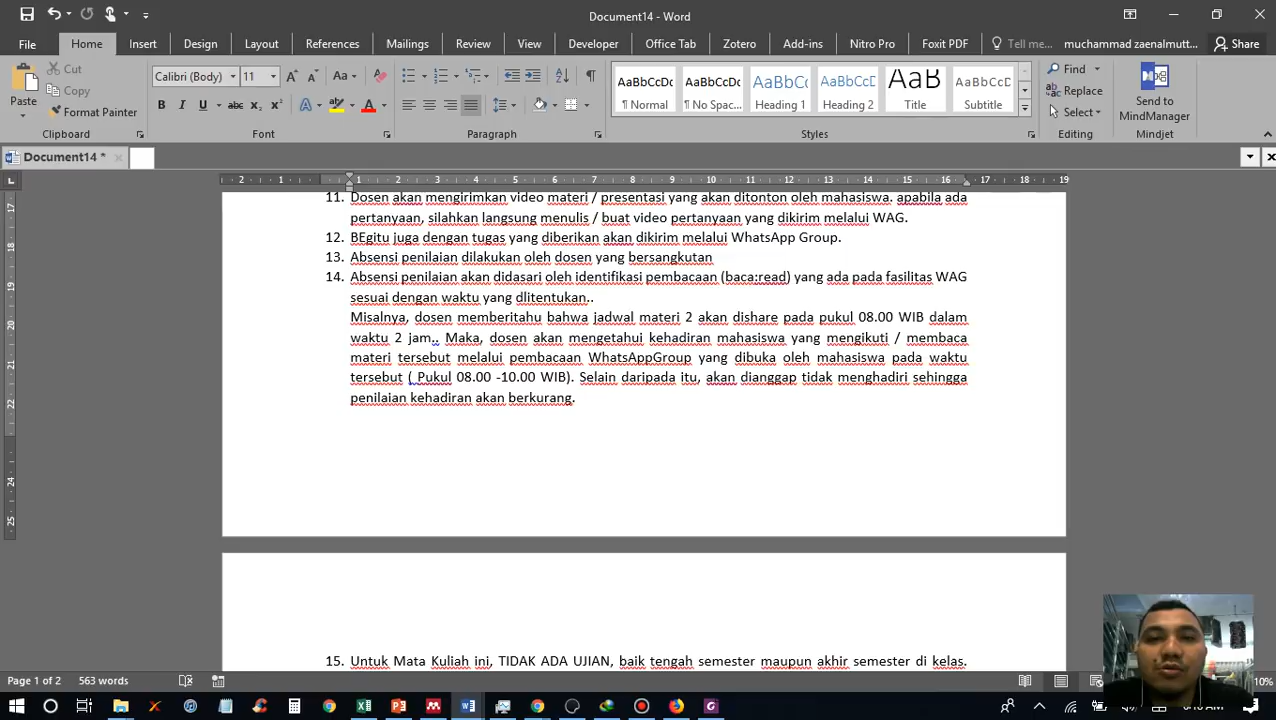 Document14 - Word
File Home Insert Design Layout References Mailings Review View Developer Office Tab Zotero Add-ins Nitro Pro Foxit PDF Tell me... muchammad zaenalmutt... Share
Paste Cut Copy Format Painter Clipboard
Calibri (Body) 11 Font
Paragraph
AaBbCcDc AaBbCcDc AaBbCc AaBbCcD AaB AaBbCcD
¶ Normal ¶ No Spac... Heading 1 Heading 2 Title Subtitle
Styles
Find Replace Select Editing
Send to MindManager Mindjet
Document14 *
11. Dosen akan mengirimkan video materi / presentasi yang akan ditonton oleh mahasiswa. apabila ada
pertanyaan, silahkan langsung menulis / buat video pertanyaan yang dikirim melalui WAG.
12. BEgitu juga dengan tugas yang diberikan akan dikirim melalui WhatsApp Group.
13. Absensi penilaian dilakukan oleh dosen yang bersangkutan
14. Absensi penilaian akan didasari oleh identifikasi pembacaan (baca:read) yang ada pada fasilitas WAG
sesuai dengan waktu yang dlitentukan..
Misalnya, dosen memberitahu bahwa jadwal materi 2 akan dishare pada pukul 08.00 WIB dalam
waktu 2 jam.. Maka, dosen akan mengetahui kehadiran mahasiswa yang mengikuti / membaca
materi tersebut melalui pembacaan WhatsAppGroup yang dibuka oleh mahasiswa pada waktu
tersebut ( Pukul 08.00 -10.00 WIB). Selain daripada itu, akan dianggap tidak menghadiri sehingga
penilaian kehadiran akan berkurang.
15. Untuk Mata Kuliah ini, TIDAK ADA UJIAN, baik tengah semester maupun akhir semester di kelas.
Page 1 of 2 563 words